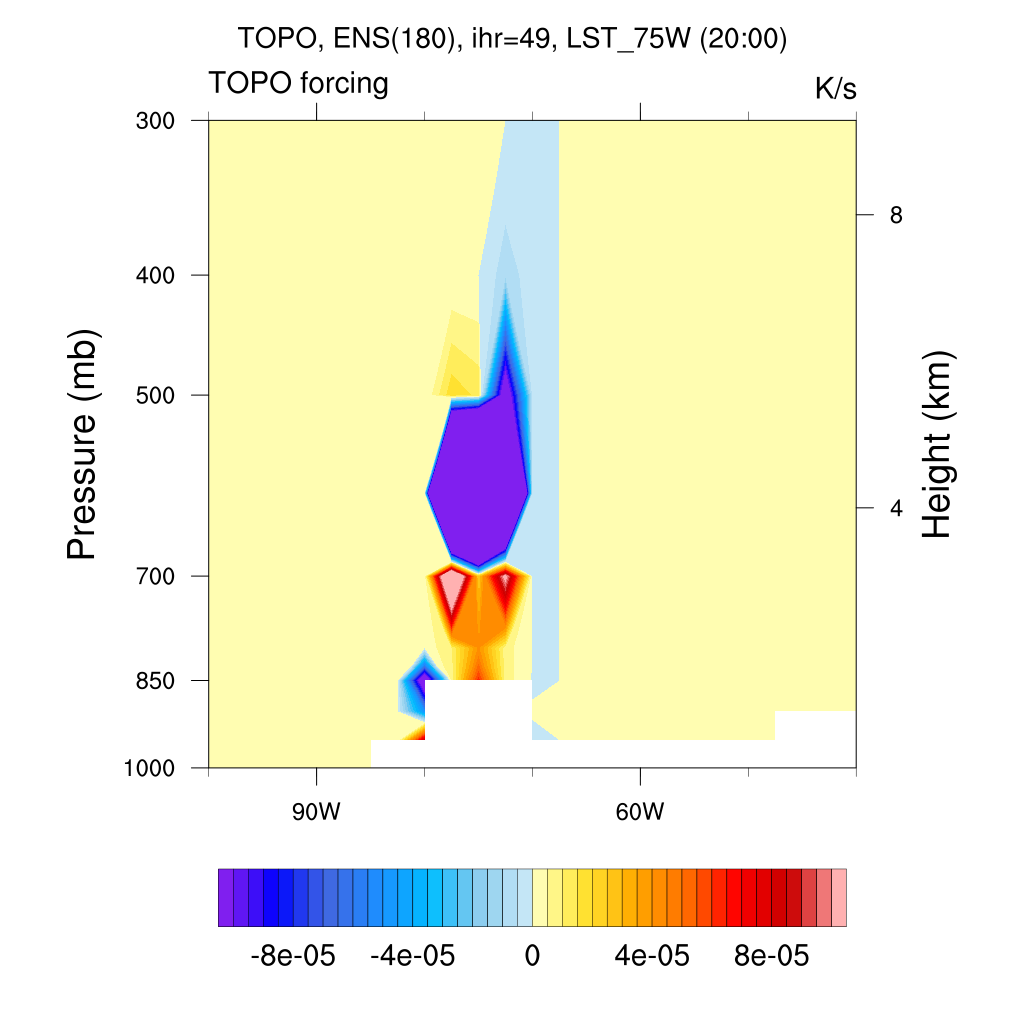 TOPO, ENS(180), ihr=49, LST_75W (20:00)
TOPO forcing
K/s
300
400
500
700
850
1000
Pressure (mb)
8
4
Height (km)
90W
60W
-8e-05
-4e-05
0
4e-05
8e-05